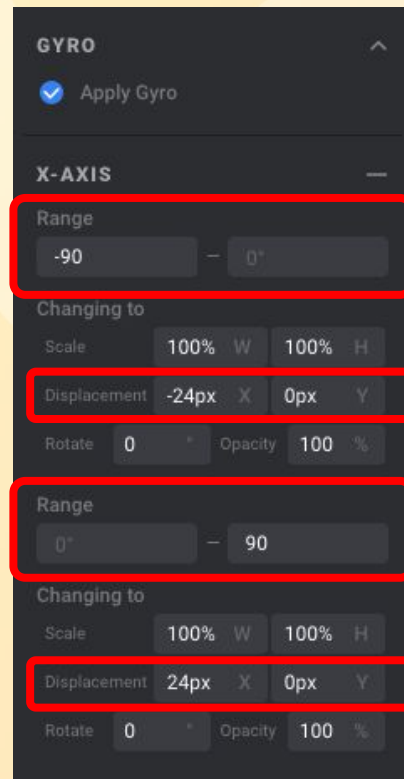 GYRO
Apply Gyro
X-AXIS
Range
-90 – 0°
Changing to
Scale 100% W 100% H
Displacement -24px X 0px Y
Rotate 0 ° Opacity 100 %
Range
0° – 90
Changing to
Scale 100% W 100% H
Displacement 24px X 0px Y
Rotate 0 ° Opacity 100 %